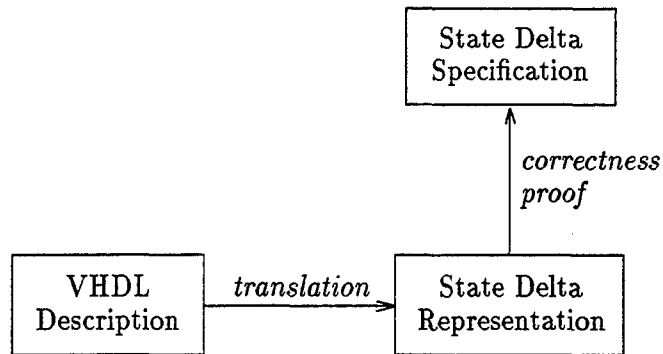 State Delta
Specification
correctness
proof
VHDL
Description
translation
State Delta
Representation